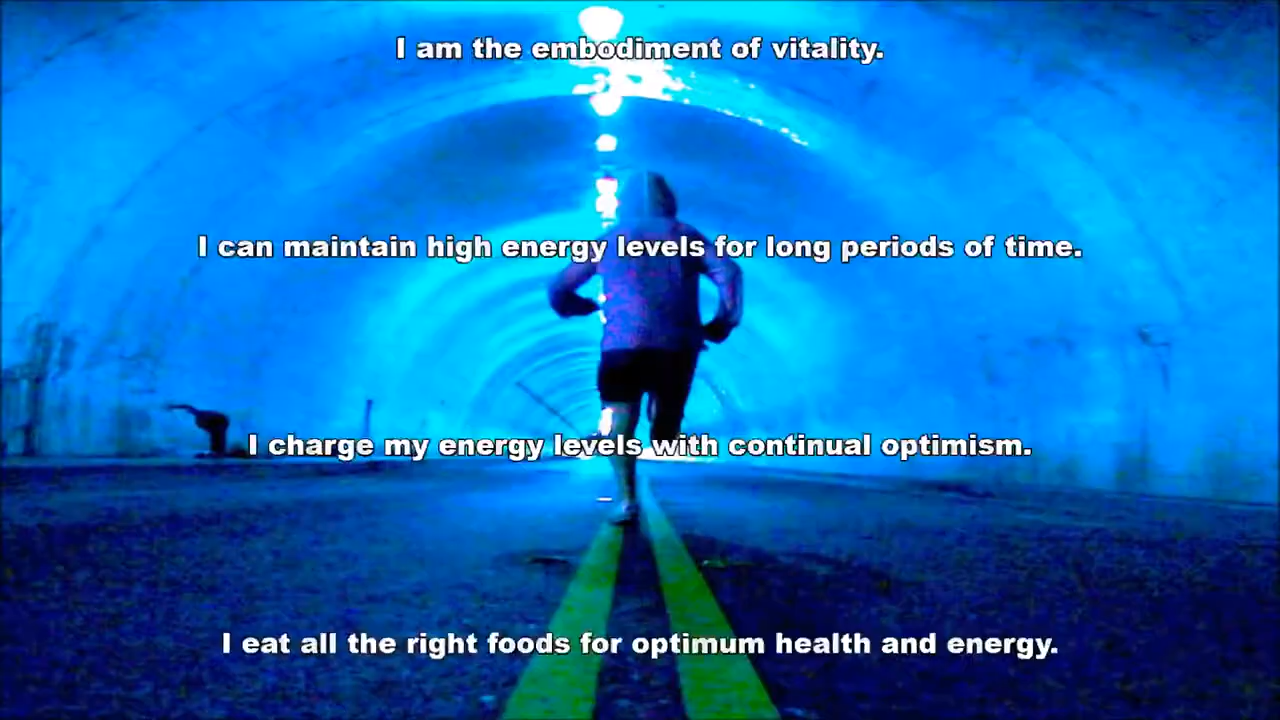 I am the embodiment of vitality.
I can maintain high energy levels for long periods of time.
I charge my energy levels with continual optimism.
I eat all the right foods for optimum health and energy.